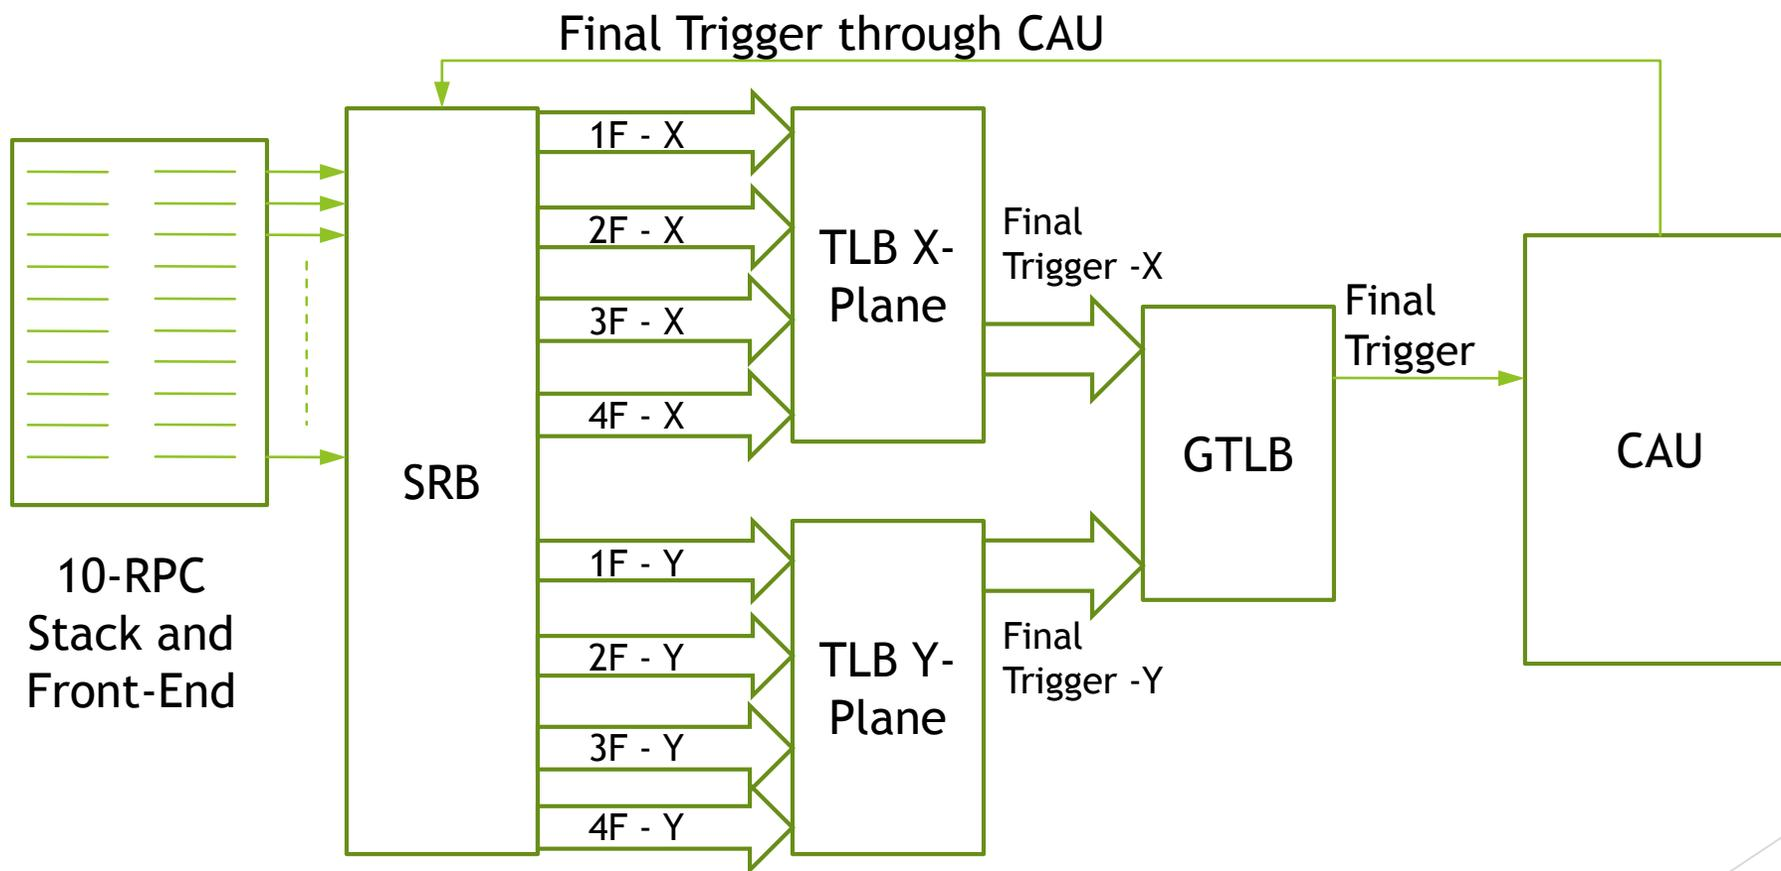 Final Trigger through CAU
1F - X
2F - X
3F - X
4F - X
TLB X-
Plane
Final
Trigger -X
Final
Trigger
SRB
GTLB
CAU
10-RPC
Stack and
Front-End
1F - Y
2F - Y
3F - Y
4F - Y
TLB Y-
Plane
Final
Trigger -Y